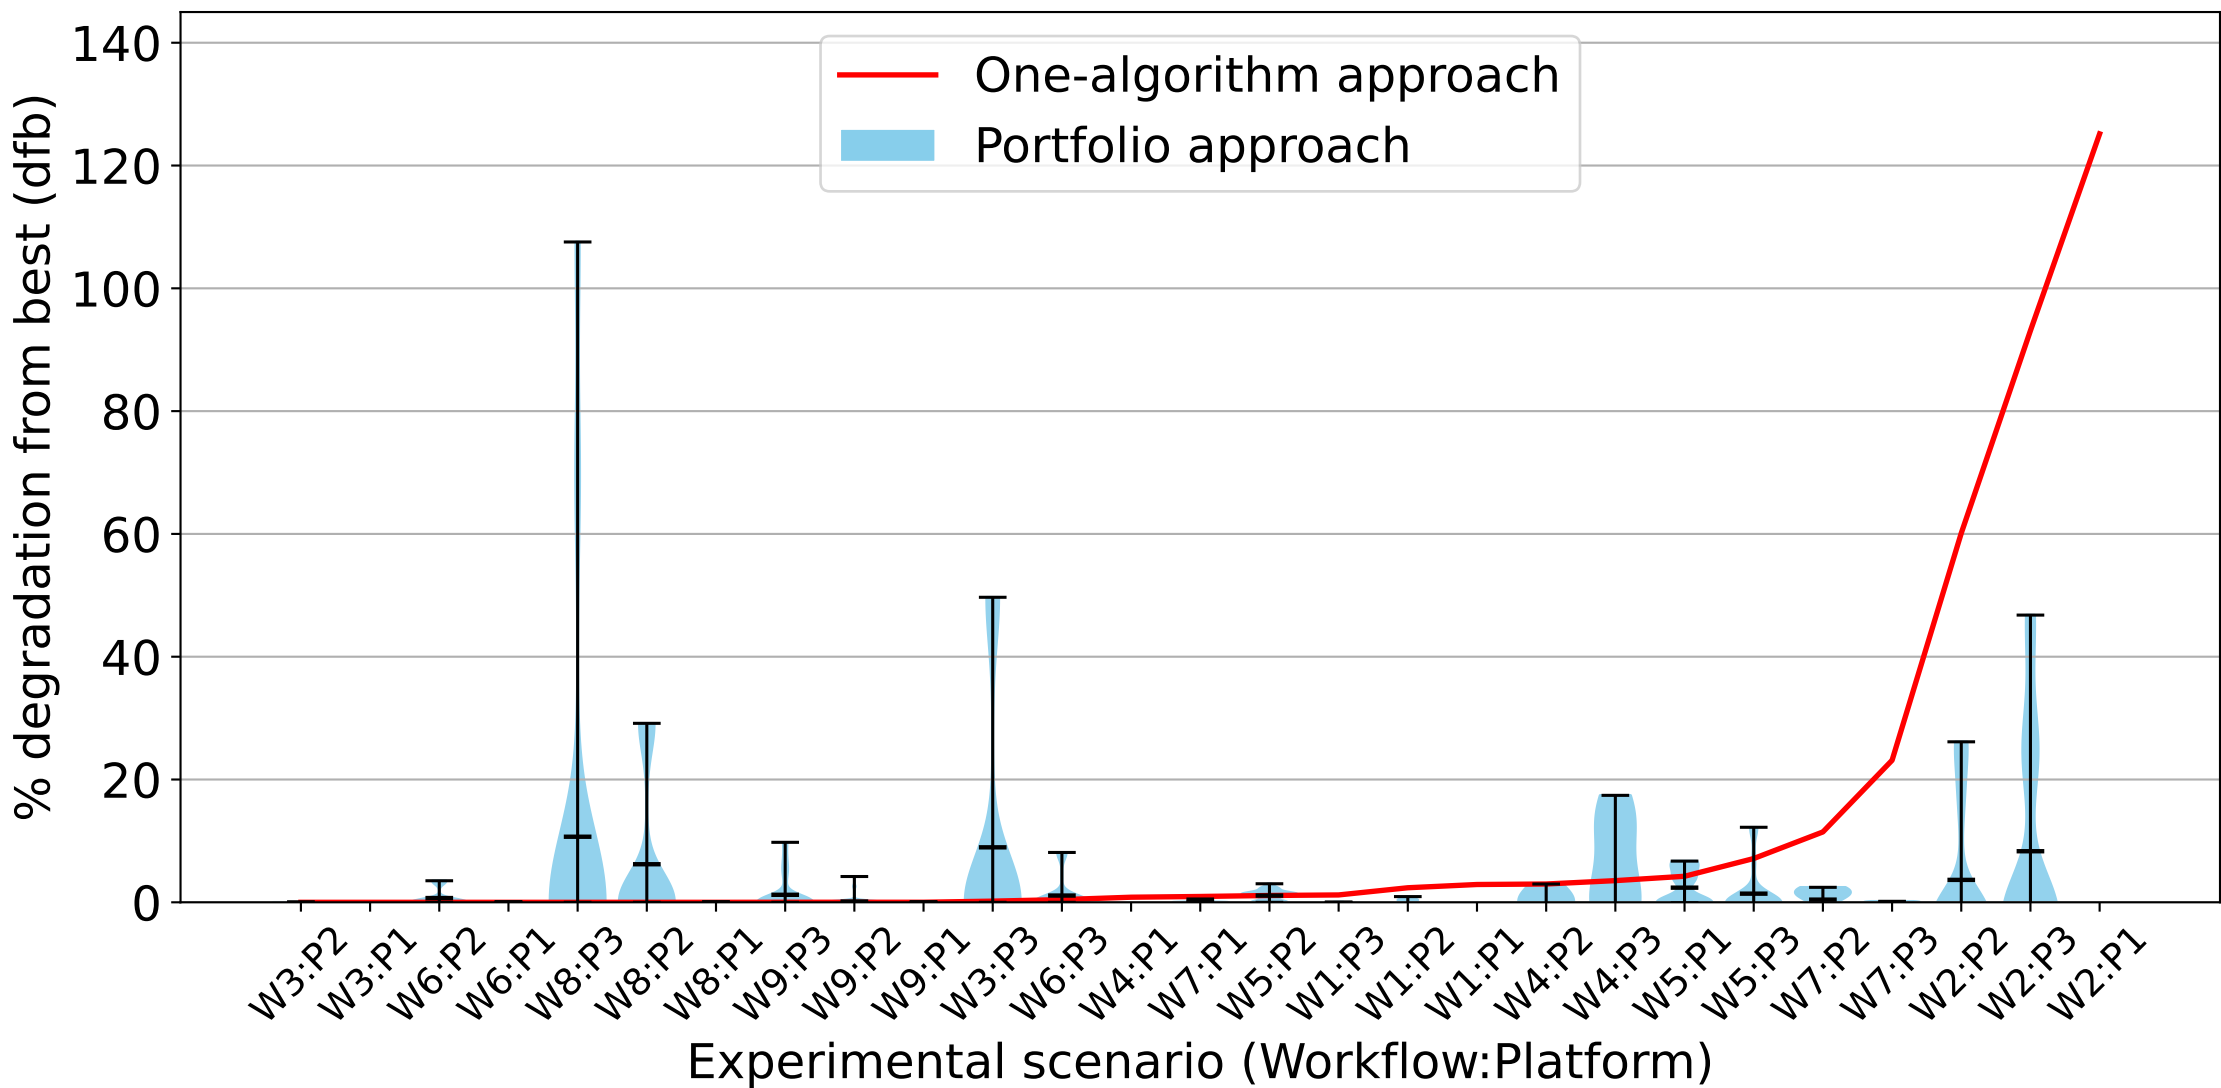 % degradation from best (dfb)
140
120
100
80
60
40
20
0
One-algorithm approach
Portfolio approach
W3:P2
W3:P1
W6:P2
W6:P1
W8:P3
W8:P2
W8:P1
W9:P3
W9:P2
W9:P1
W3:P3
W6:P3
W4:P1
W7:P1
W5:P2
W1:P3
W1:P2
W1:P1
W4:P2
W4:P3
W5:P1
W5:P3
W7:P2
W7:P3
W2:P2
W2:P3
W2:P1
Experimental scenario (Workflow:Platform)